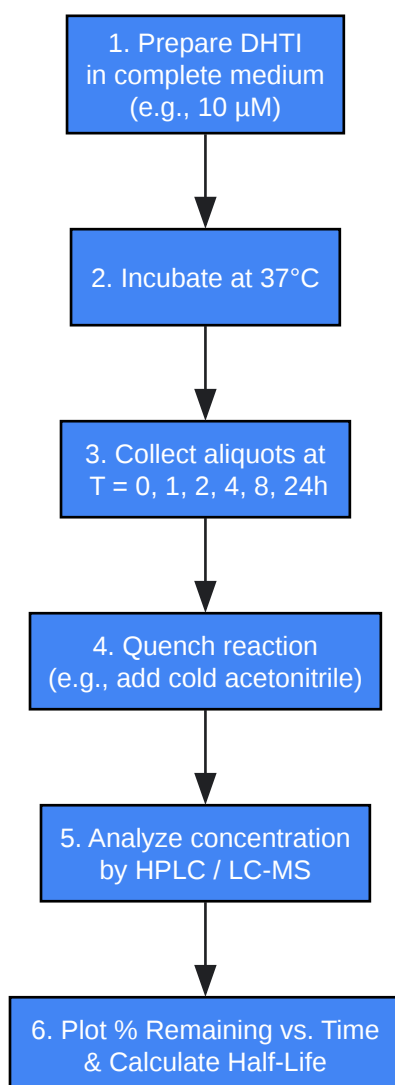 1. Prepare DHTI
in complete medium
(e.g., 10 µM)
2. Incubate at 37°C
3. Collect aliquots at
T = 0, 1, 2, 4, 8, 24h
4. Quench reaction
(e.g., add cold acetonitrile)
5. Analyze concentration
by HPLC / LC-MS
6. Plot % Remaining vs. Time
& Calculate Half-Life